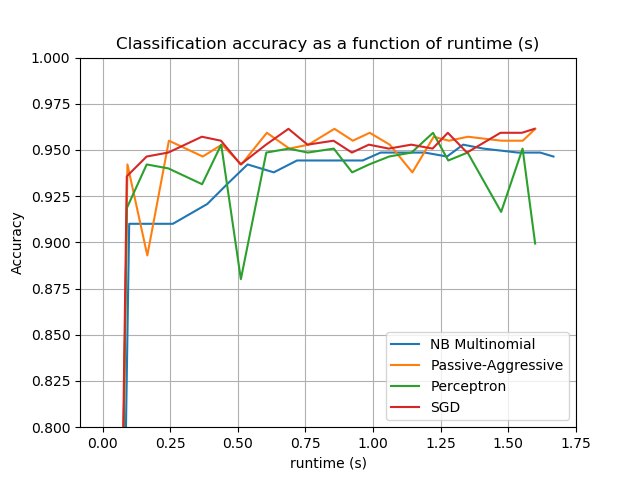 Classification accuracy as a function of runtime (s)
1.000
0.975
0.950
0.925
0.900
0.875
0.850
0.825
0.800
Accuracy
0.00 0.25 0.50 0.75 1.00 1.25 1.50 1.75
runtime (s)
NB Multinomial
Passive-Aggressive
Perceptron
SGD